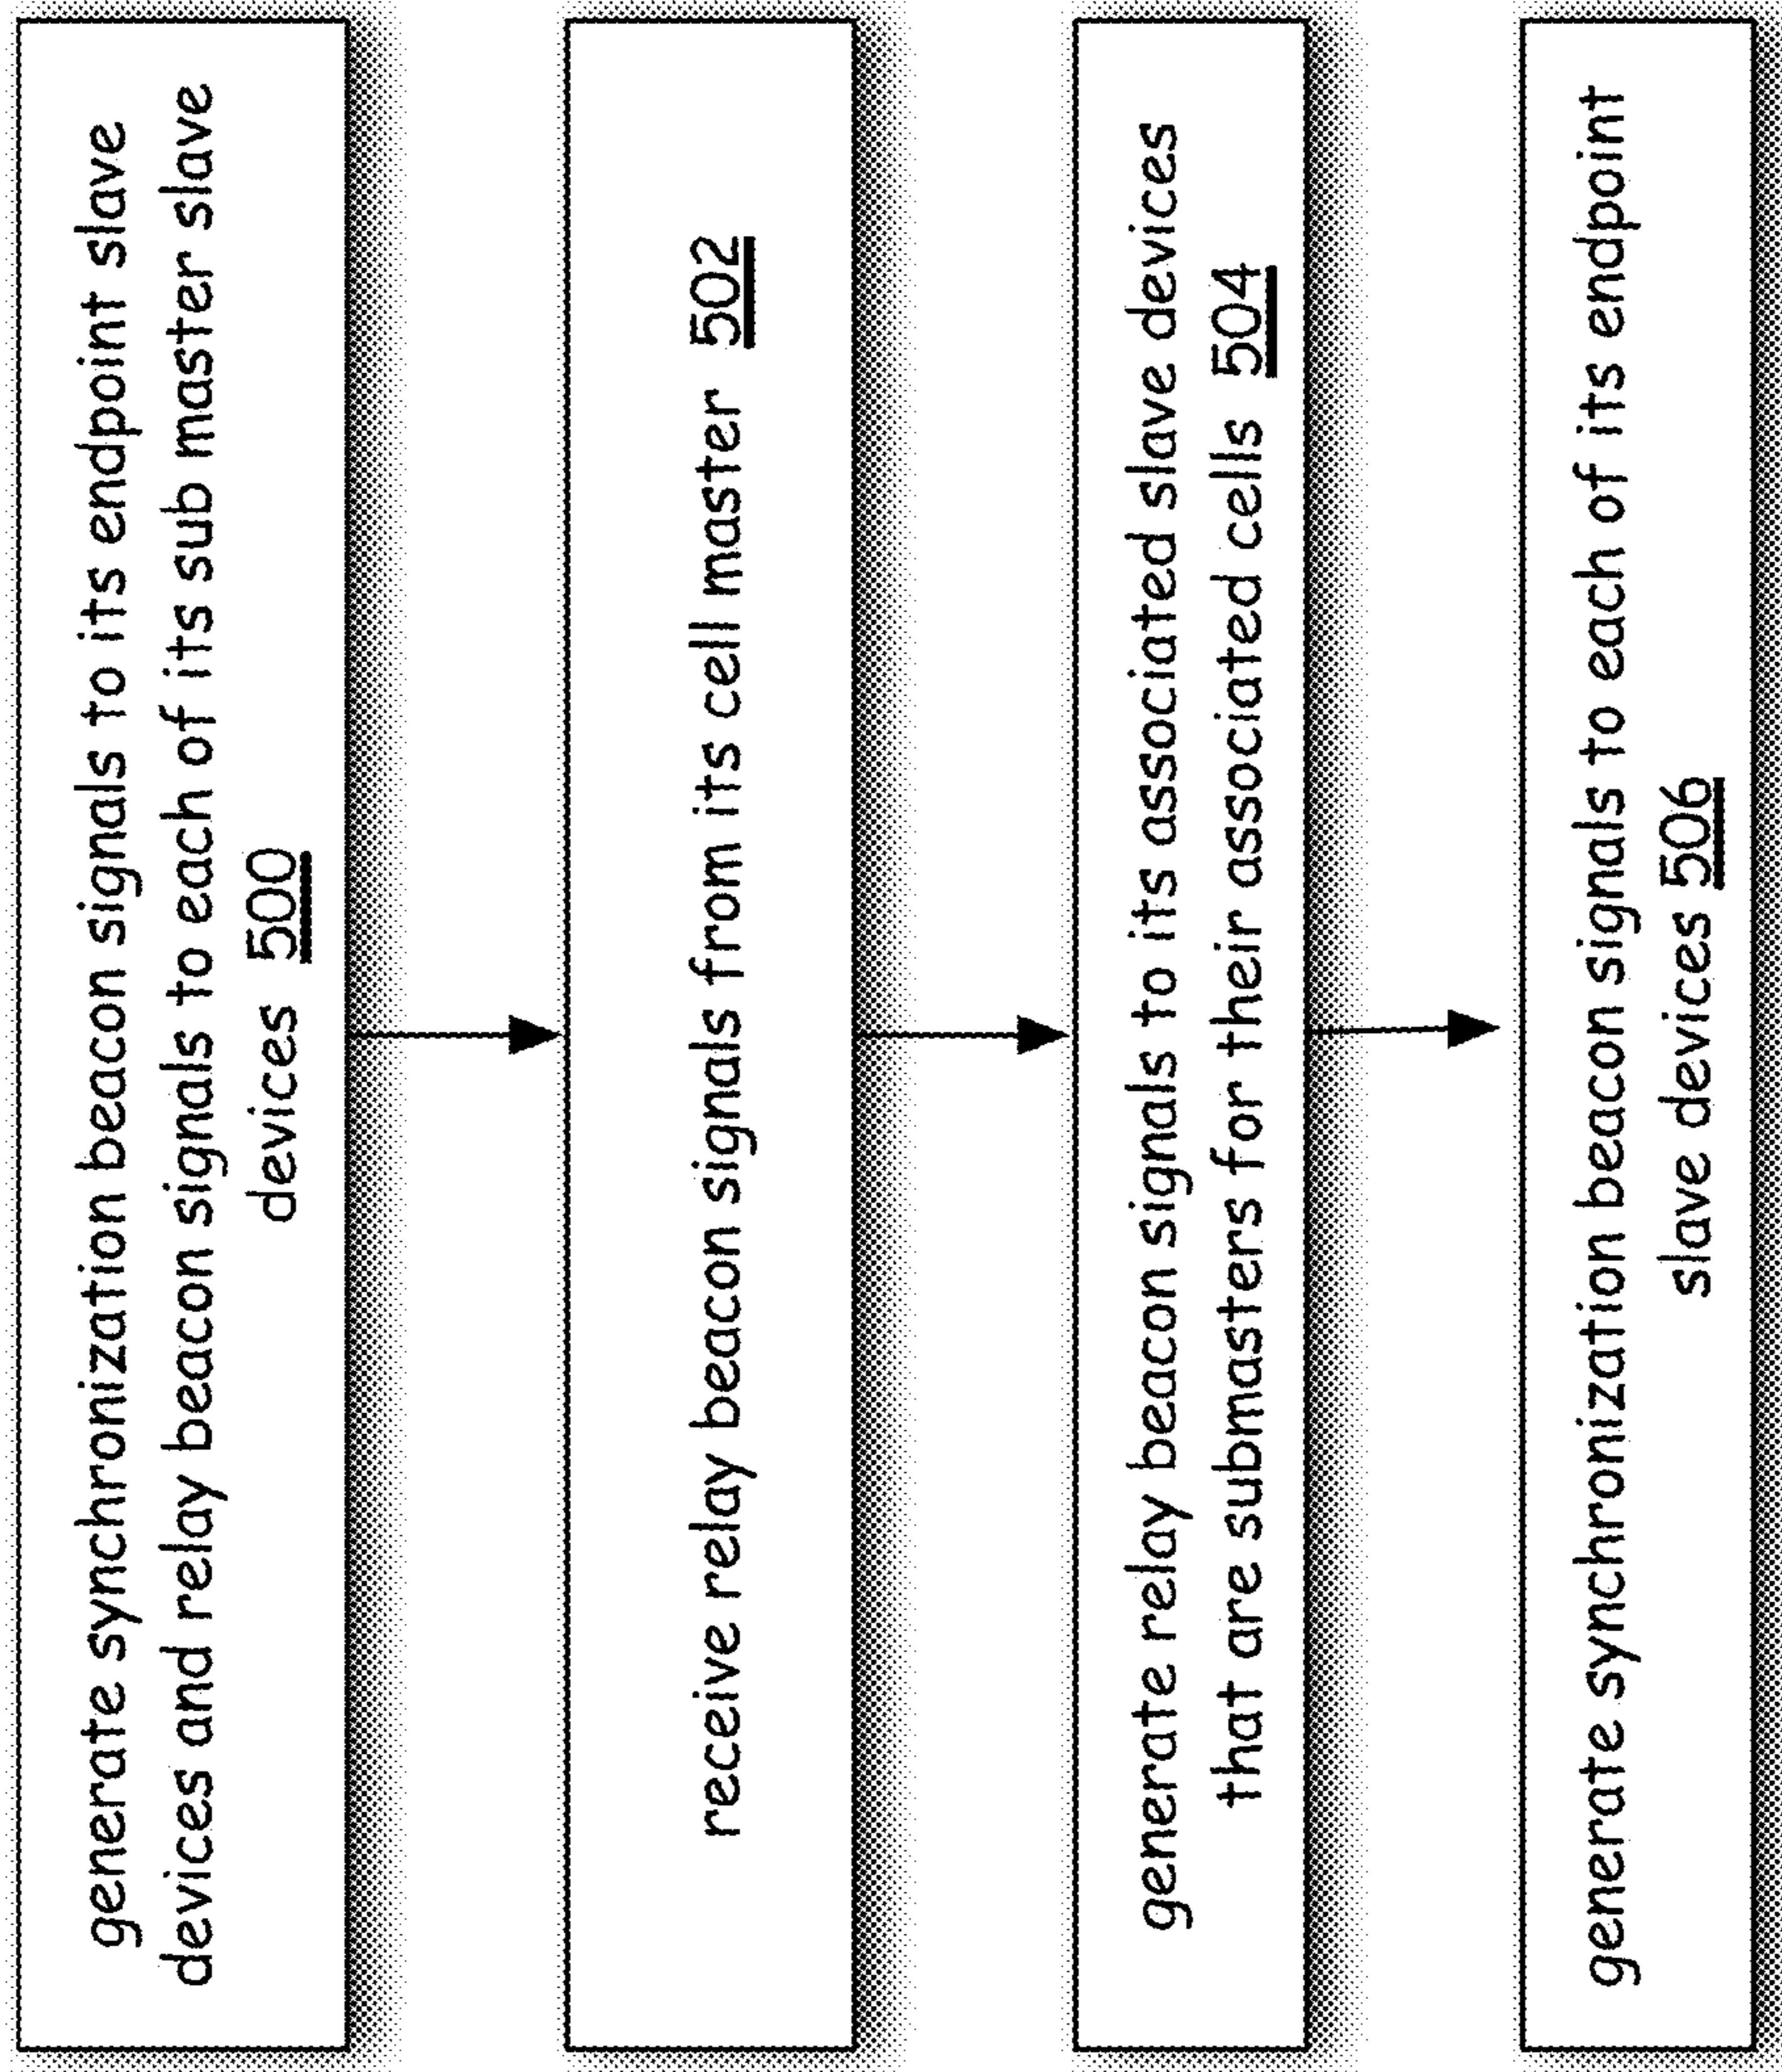 generate synchronization beacon signals to its endpoint slave
devices and relay beacon signals to each of its sub master slave
devices 500
receive relay beacon signals from its cell master 502
generate relay beacon signals to its associated slave devices
that are submasters for their associated cells 504
generate synchronization beacon signals to each of its endpoint
slave devices 506